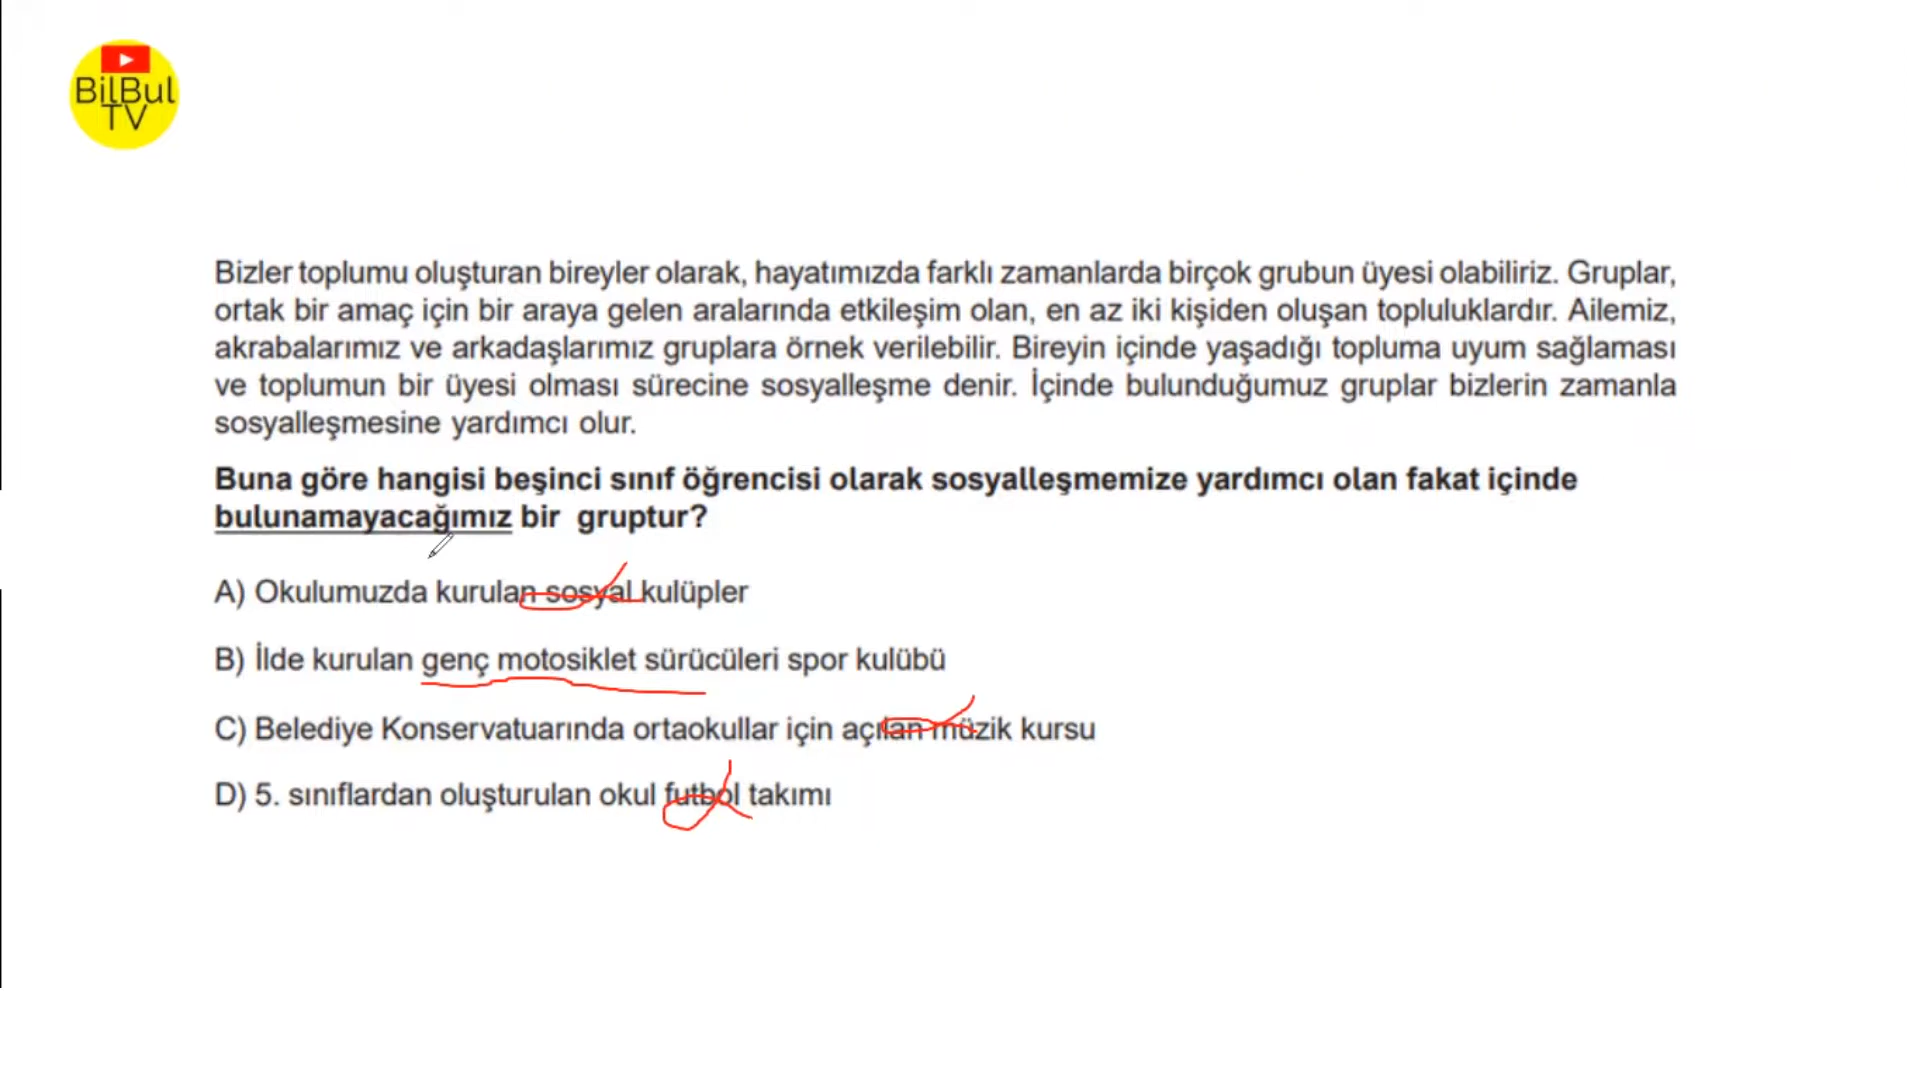 BilBul
TV
Bizler toplumu oluşturan bireyler olarak, hayatımızda farklı zamanlarda birçok grubun üyesi olabiliriz. Gruplar,
ortak bir amaç için bir araya gelen aralarında etkileşim olan, en az iki kişiden oluşan topluluklardır. Ailemiz,
akrabalarımız ve arkadaşlarımız gruplara örnek verilebilir. Bireyin içinde yaşadığı topluma uyum sağlaması
ve toplumun bir üyesi olması sürecine sosyalleşme denir. İçinde bulunduğumuz gruplar bizlerin zamanla
sosyalleşmesine yardımcı olur.
Buna göre hangisi beşinci sınıf öğrencisi olarak sosyalleşmemize yardımcı olan fakat içinde
bulunamayacağımız bir gruptur?
A) Okulumuzda kurulan sosyal kulüpler
B) İlde kurulan genç motosiklet sürücüleri spor kulübü
C) Belediye Konservatuarında ortaokullar için açılan müzik kursu
D) 5. sınıflardan oluşturulan okul futbol takımı